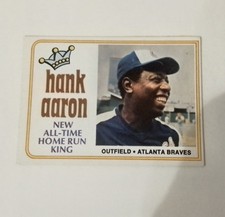 hank
aaron
NEW
ALL-TIME
HOME RUN
KING
OUTFIELD • ATLANTA BRAVES